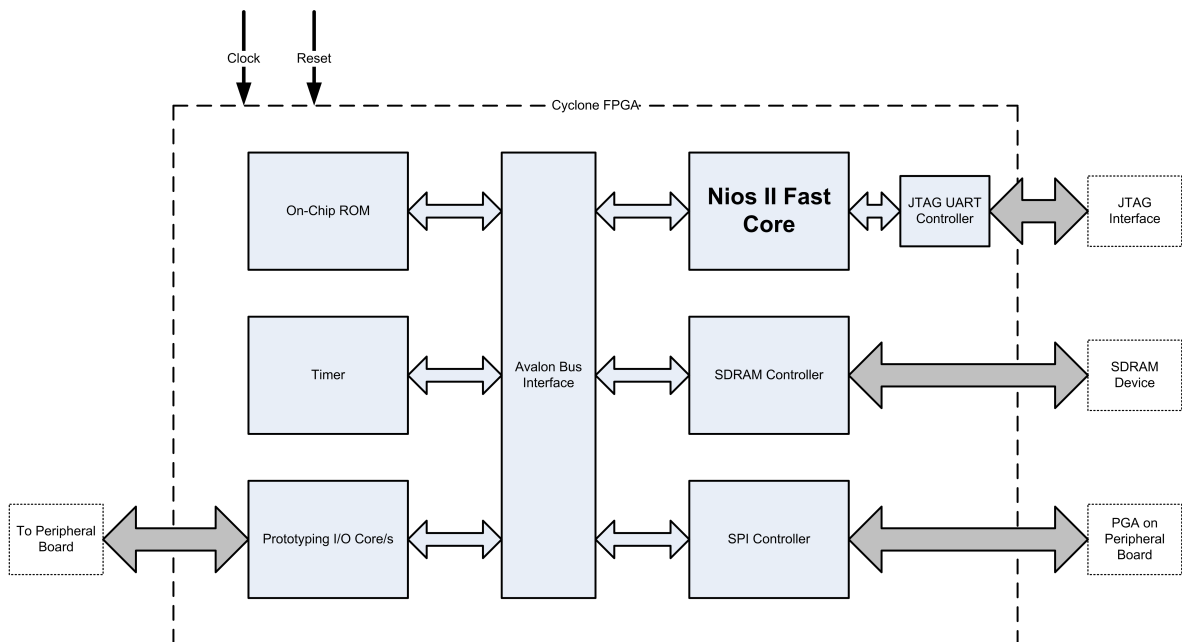 Clock
Reset
Cyclone FPGA
On-Chip ROM
Nios II Fast
Core
JTAG UART
Controller
JTAG
Interface
Timer
Avalon Bus
Interface
SDRAM Controller
SDRAM
Device
To Peripheral
Board
Prototyping I/O Core/s
SPI Controller
PGA on
Peripheral
Board